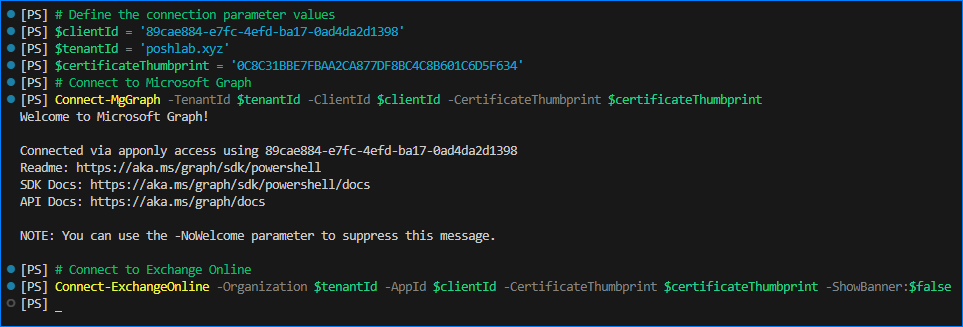 [PS] # Define the connection parameter values
[PS] $clientId = '89cae884-e7fc-4efd-ba17-0ad4da2d1398'
[PS] $tenantId = 'poshlab.xyz'
[PS] $certificateThumbprint = '0C8C31BBE7FBAA2CA877DF8BC4C8B601C6D5F634'
[PS] # Connect to Microsoft Graph
[PS] Connect-MgGraph -TenantId $tenantId -ClientId $clientId -CertificateThumbprint $certificateThumbprint
Welcome to Microsoft Graph!
Connected via apponly access using 89cae884-e7fc-4efd-ba17-0ad4da2d1398
Readme: https://aka.ms/graph/sdk/powershell
SDK Docs: https://aka.ms/graph/sdk/powershell/docs
API Docs: https://aka.ms/graph/docs
NOTE: You can use the -NoWelcome parameter to suppress this message.
[PS] # Connect to Exchange Online
[PS] Connect-ExchangeOnline -Organization $tenantId -AppId $clientId -CertificateThumbprint $certificateThumbprint -ShowBanner:$false
[PS] _